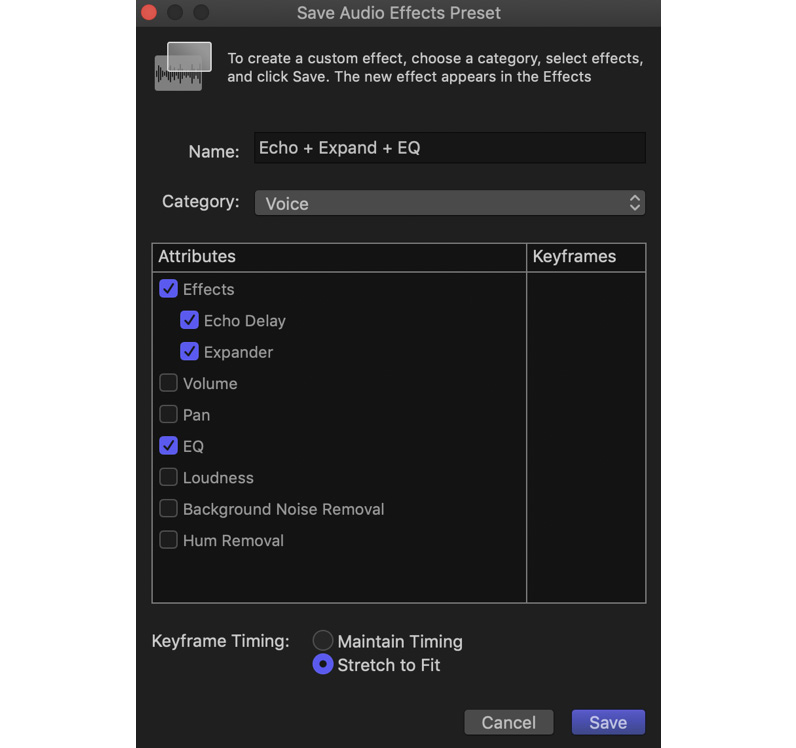 Save Audio Effects Preset
To create a custom effect, choose a category, select effects,
and click Save. The new effect appears in the Effects
Name: Echo + Expand + EQ
Category: Voice
Attributes Keyframes
Effects
Echo Delay
Expander
Volume
Pan
EQ
Loudness
Background Noise Removal
Hum Removal
Keyframe Timing: Maintain Timing
Stretch to Fit
Cancel Save